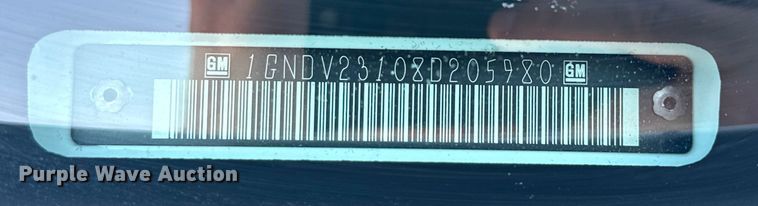 GM 1GNDV23108D205980 GM
Purple Wave Auction